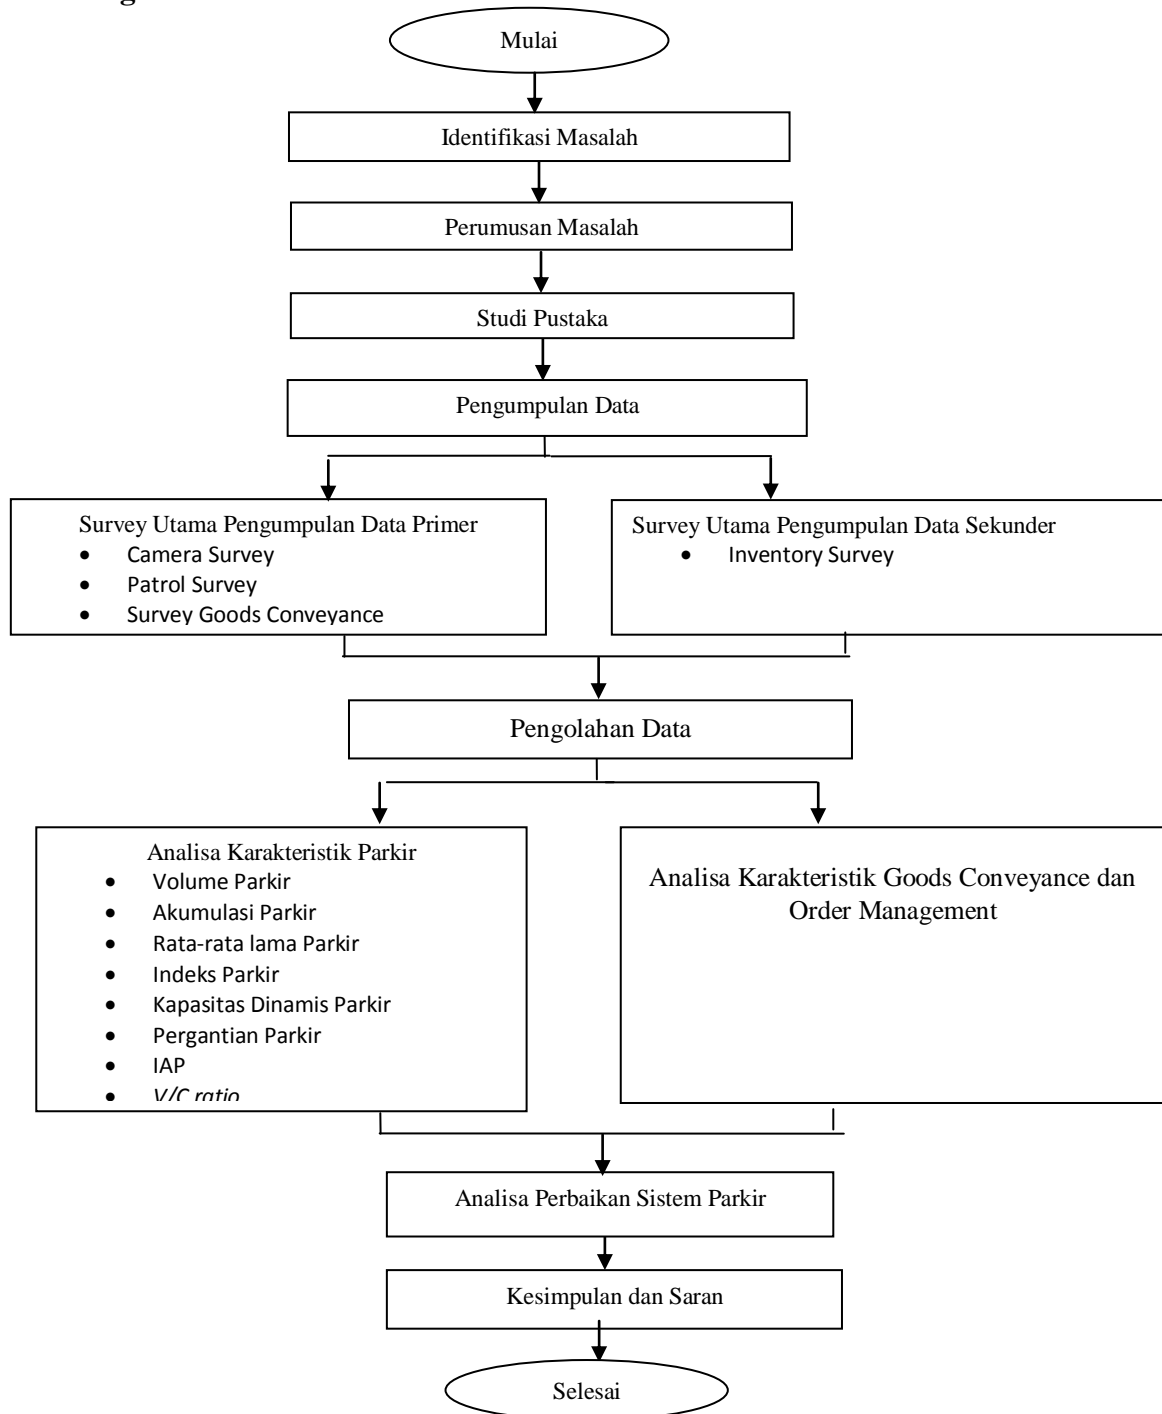 Mulai
Identifikasi Masalah
Perumusan Masalah
Studi Pustaka
Pengumpulan Data
Survey Utama Pengumpulan Data Primer
• Camera Survey
• Patrol Survey
• Survey Goods Conveyance
Survey Utama Pengumpulan Data Sekunder
• Inventory Survey
Pengolahan Data
Analisa Karakteristik Parkir
• Volume Parkir
• Akumulasi Parkir
• Rata-rata lama Parkir
• Indeks Parkir
• Kapasitas Dinamis Parkir
• Pergantian Parkir
• IAP
• V/C ratio
Analisa Karakteristik Goods Conveyance dan
Order Management
Analisa Perbaikan Sistem Parkir
Kesimpulan dan Saran
Selesai